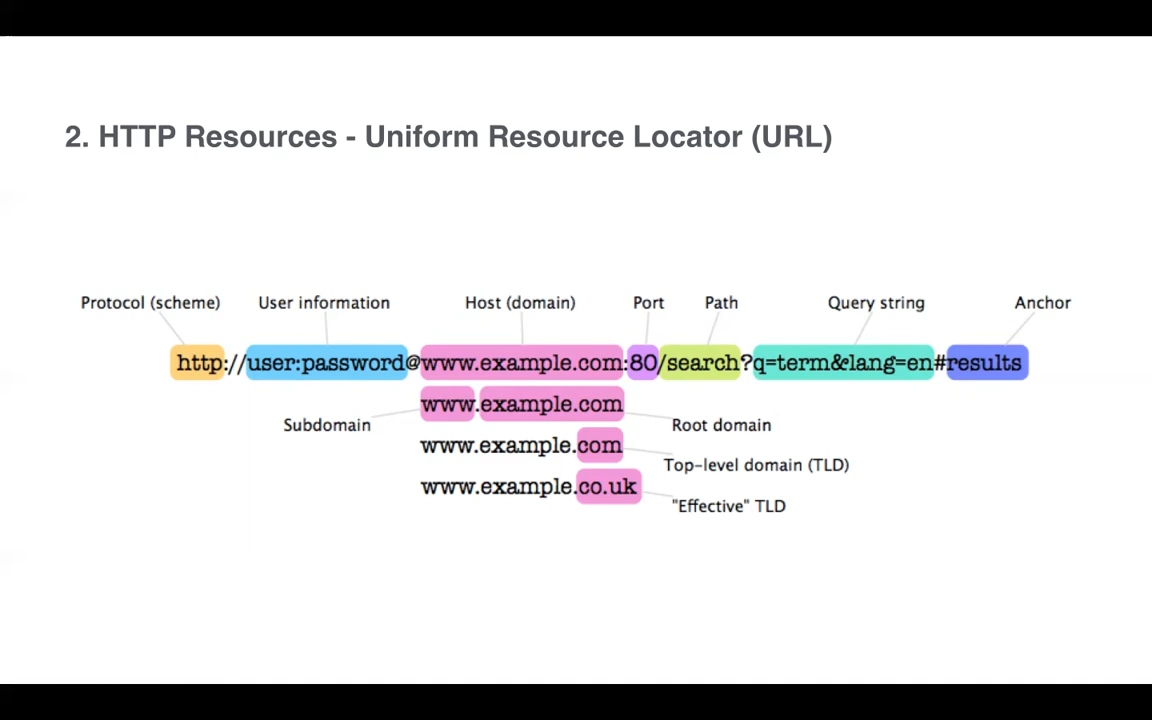 2. HTTP Resources - Uniform Resource Locator (URL)
Protocol (scheme) User information Host (domain) Port Path Query string Anchor
http://user:password@www.example.com:80/search?q=term&lang=en#results
www.example.com
Subdomain Root domain
www.example.com
Top-level domain (TLD)
www.example.co.uk
"Effective" TLD